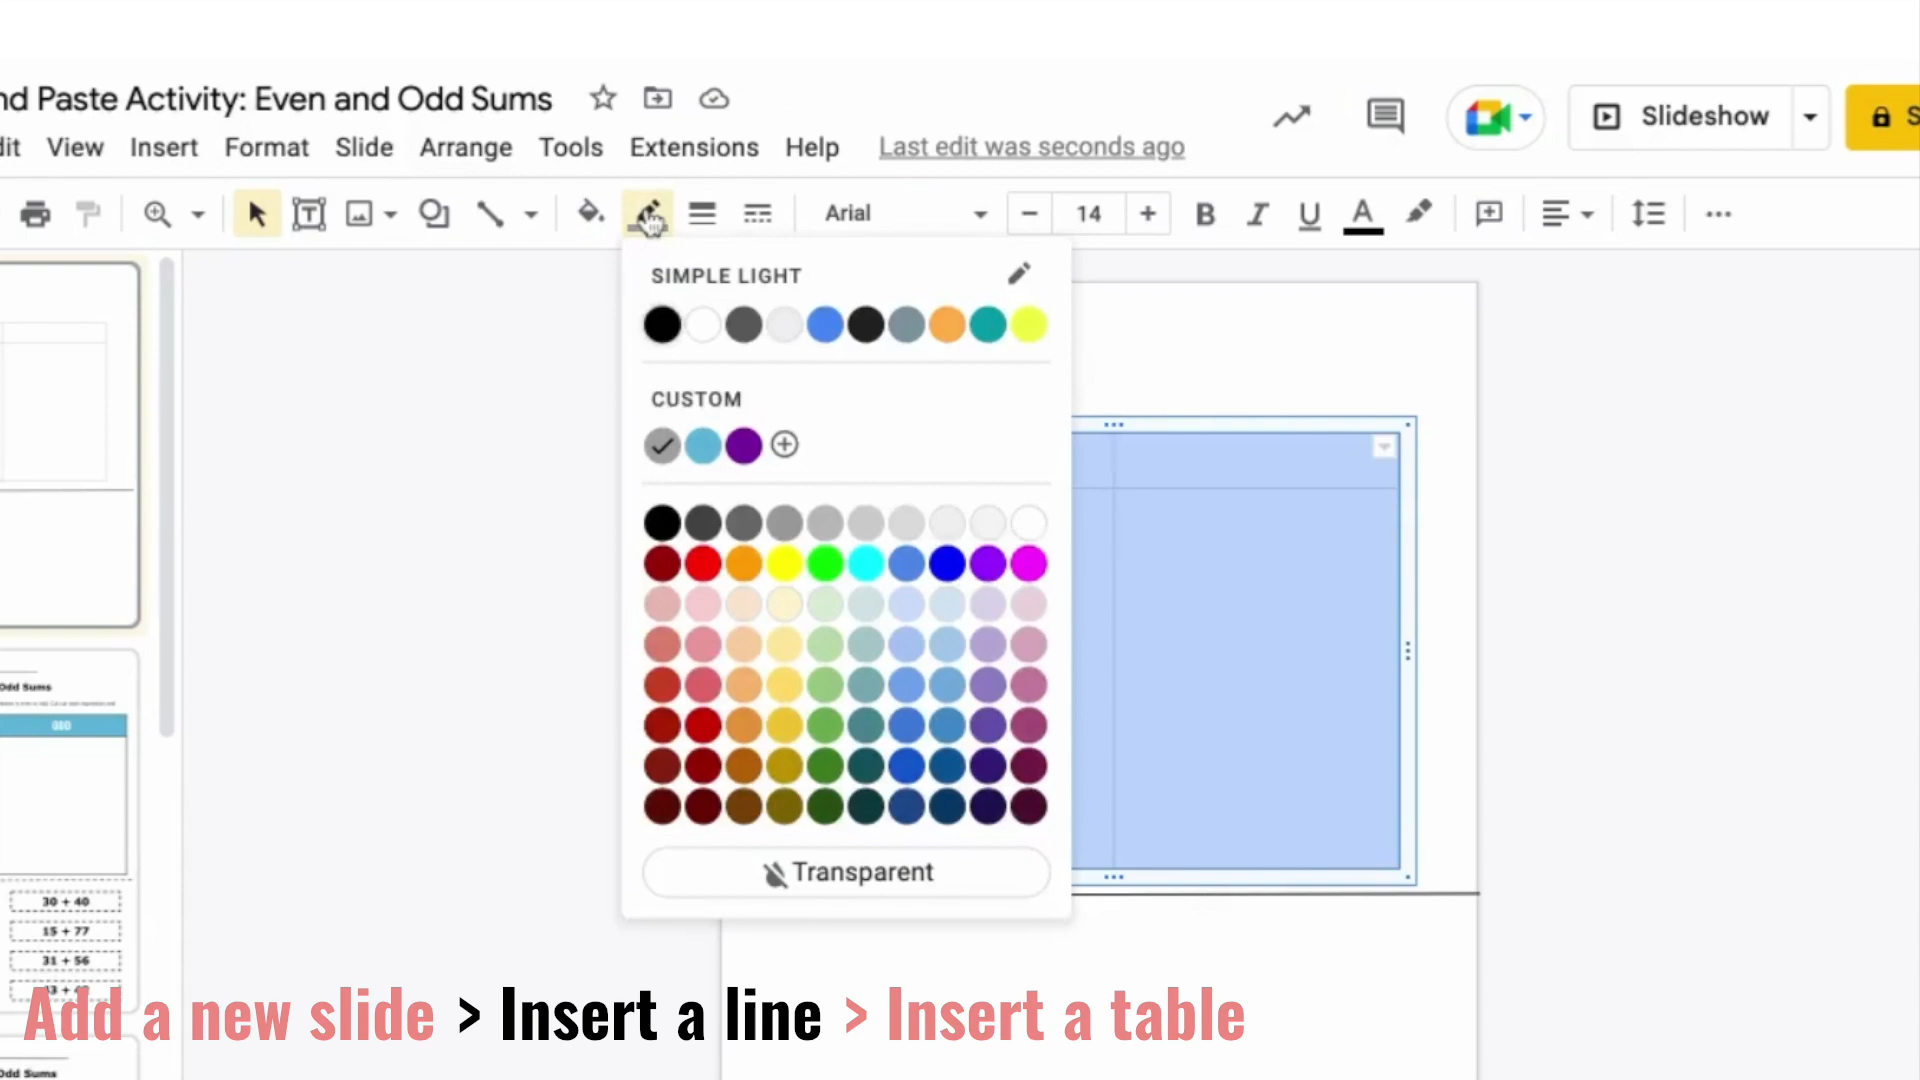 nd Paste Activity: Even and Odd Sums
Slideshow
S
dit View Insert Format Slide Arrange Tools Extensions Help Last edit was seconds ago
Arial
14
B I U A
SIMPLE LIGHT
CUSTOM
Transparent
Odd Sums
ODD
30 + 40
15 + 77
31 + 56
Add a new slide > Insert a line > Insert a table
Odd Sums